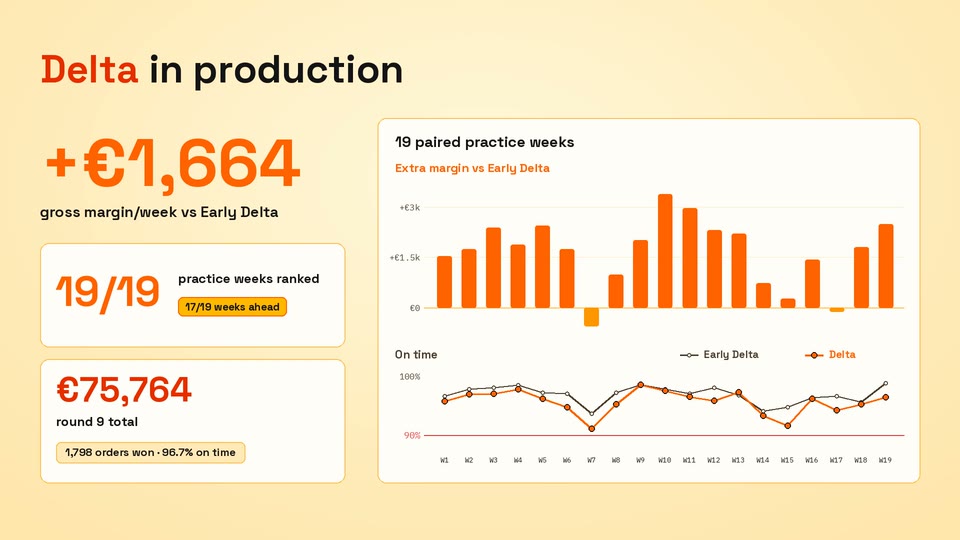 Delta in production
+€1,664
gross margin/week vs Early Delta
19/19
practice weeks ranked
17/19 weeks ahead
€75,764
round 9 total
1,798 orders won · 96.7% on time
19 paired practice weeks
Extra margin vs Early Delta
+€3k
+€1.5k
€0
On time
Early Delta
Delta
100%
90%
W1 W2 W3 W4 W5 W6 W7 W8 W9 W10 W11 W12 W13 W14 W15 W16 W17 W18 W19